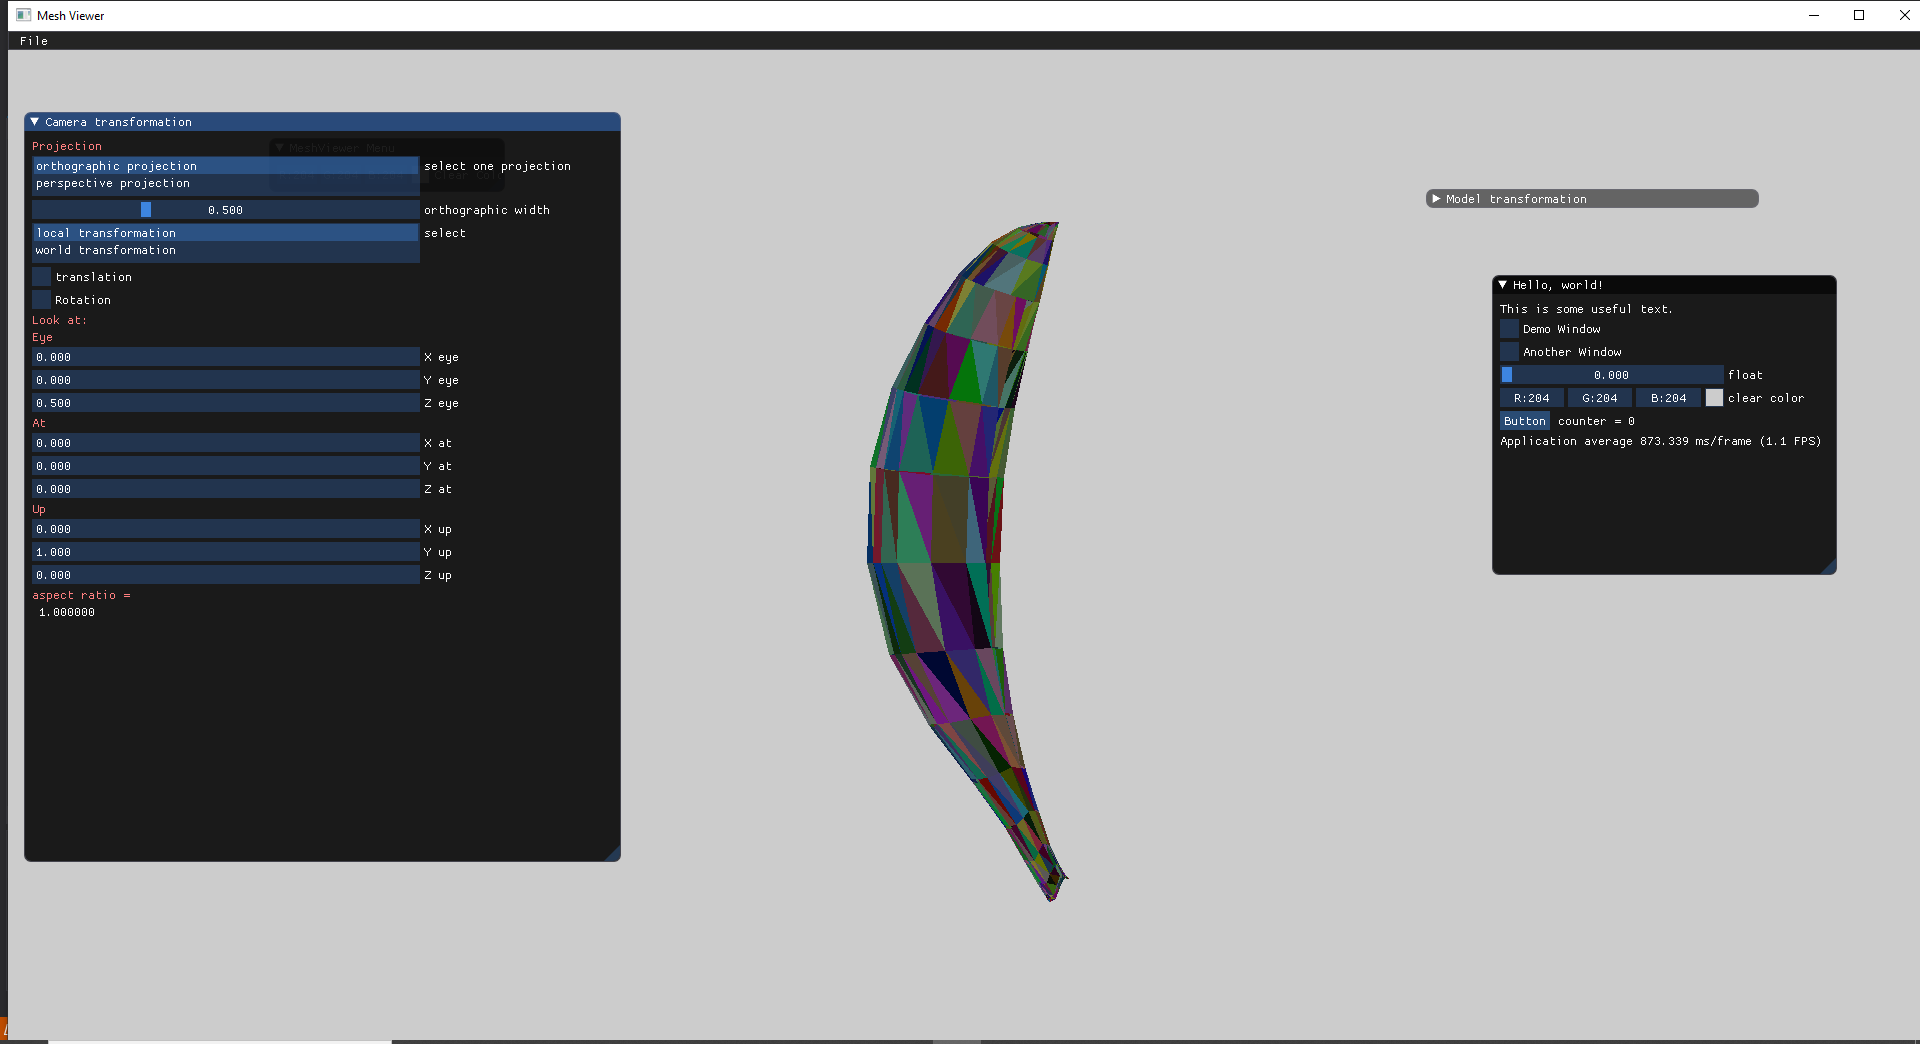 Mesh Viewer
File
Camera transformation
Projection
MeshViewer Menu
orthographic projection
select one projection
perspective projection
0.500 orthographic width
local transformation
select
world transformation
translation
Rotation
Look at:
Eye
0.000 X eye
0.000 Y eye
0.500 Z eye
At
0.000 X at
0.000 Y at
0.000 Z at
Up
0.000 X up
1.000 Y up
0.000 Z up
aspect ratio =
1.000000
Model transformation
Hello, world!
This is some useful text.
Demo Window
Another Window
0.000 float
R:204 G:204 B:204 clear color
Button counter = 0
Application average 873.339 ms/frame (1.1 FPS)